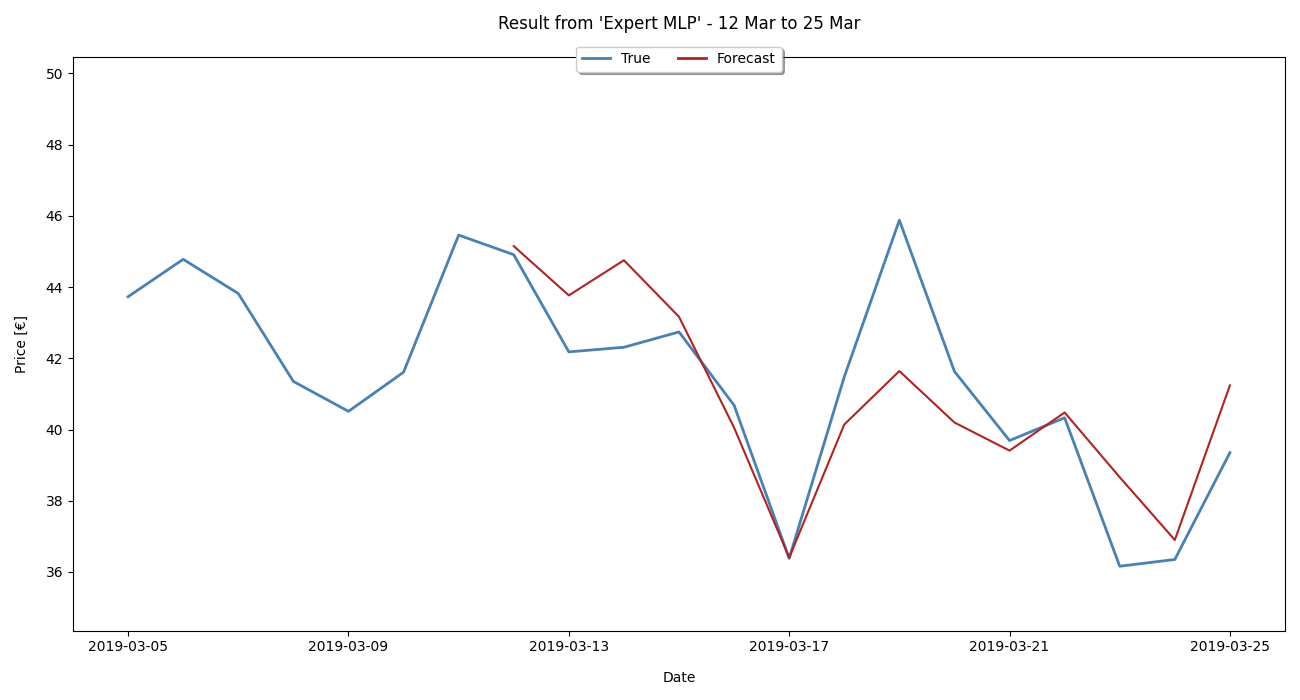 Result from 'Expert MLP' - 12 Mar to 25 Mar
True Forecast
50
48
46
44
42
40
38
36
Price [€]
2019-03-05 2019-03-09 2019-03-13 2019-03-17 2019-03-21 2019-03-25
Date